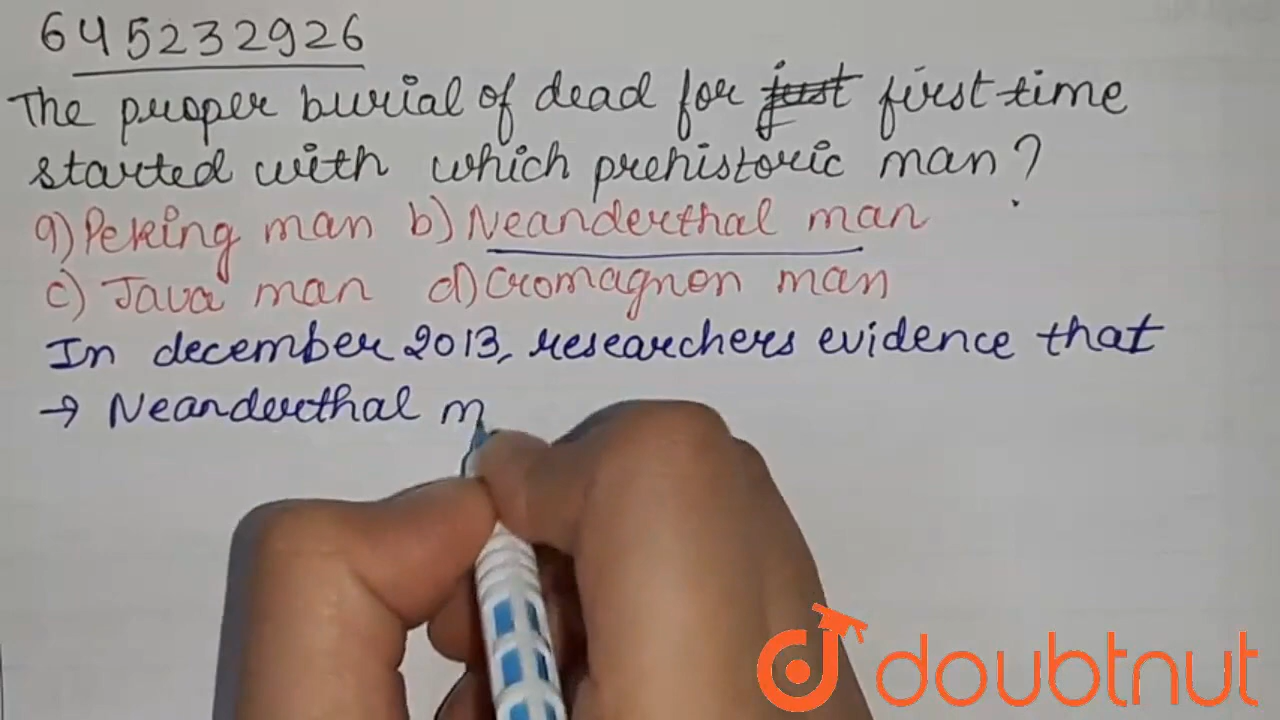 645232926
The proper burial of dead for just first time
started with which prehistoric man?
a) Peking man b) Neanderthal man
c) Java man d) Cromagnon man
In december 2013, researchers evidence that
→ Neanderthal m
doubtnut